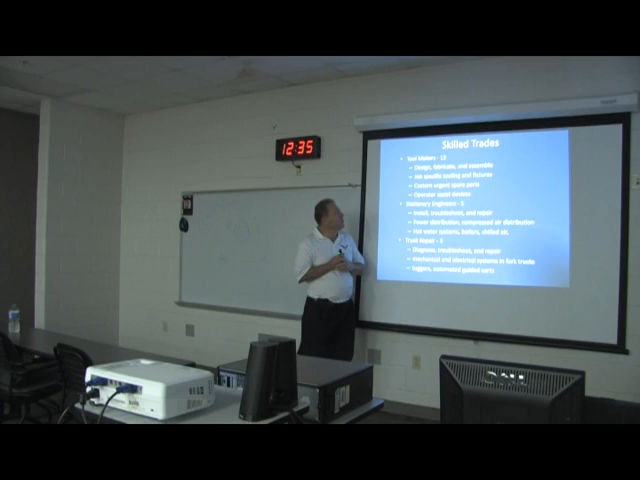 12:35
Skilled Trades
• Tool Makers - 12
– Design, fabricate, and assemble
– Job specific tooling and fixtures
– Custom urgent spare parts
– Operator assist devices
• Stationary Engineers - 5
– Install, troubleshoot, and repair
– Power distribution, compressed air distribution
– Hot water systems, boilers, skilled air.
• Truck Repair - 5
– Diagnose, troubleshoot, and repair
– mechanical and electrical systems in fork trucks
– tuggers, automated guided carts
DELL